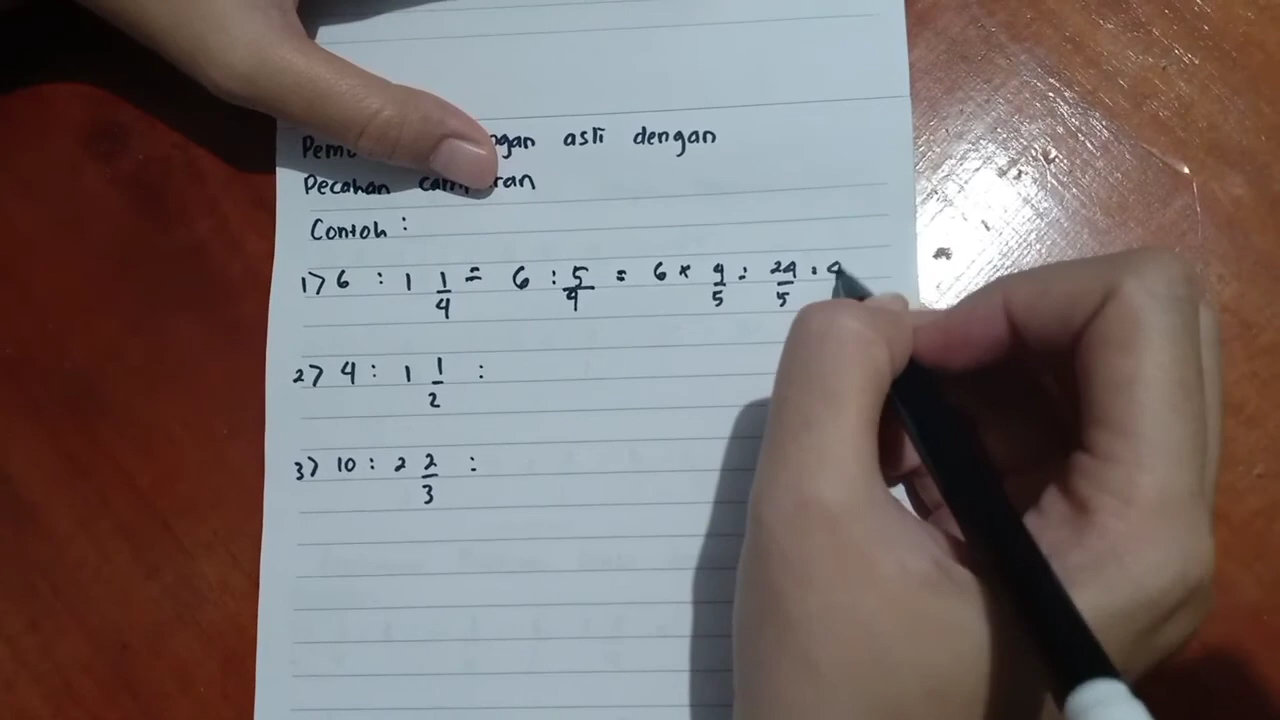 asli dengan
Pecahan
Contoh :
1> 6 : 1 1/4 = 6 : 5/4 = 6 × 4/5 = 24/5 = 4
2> 4 : 1 1/2 :
3> 10 : 2 2/3 :